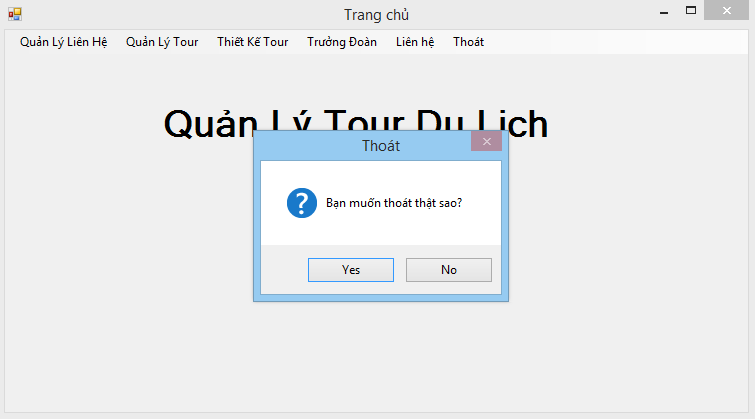 Trang chủ
Quản Lý Liên Hệ Quản Lý Tour Thiết Kế Tour Trưởng Đoàn Liên hệ Thoát
Quản Lý Tour Du Lịch
Thoát
Bạn muốn thoát thật sao?
Yes No